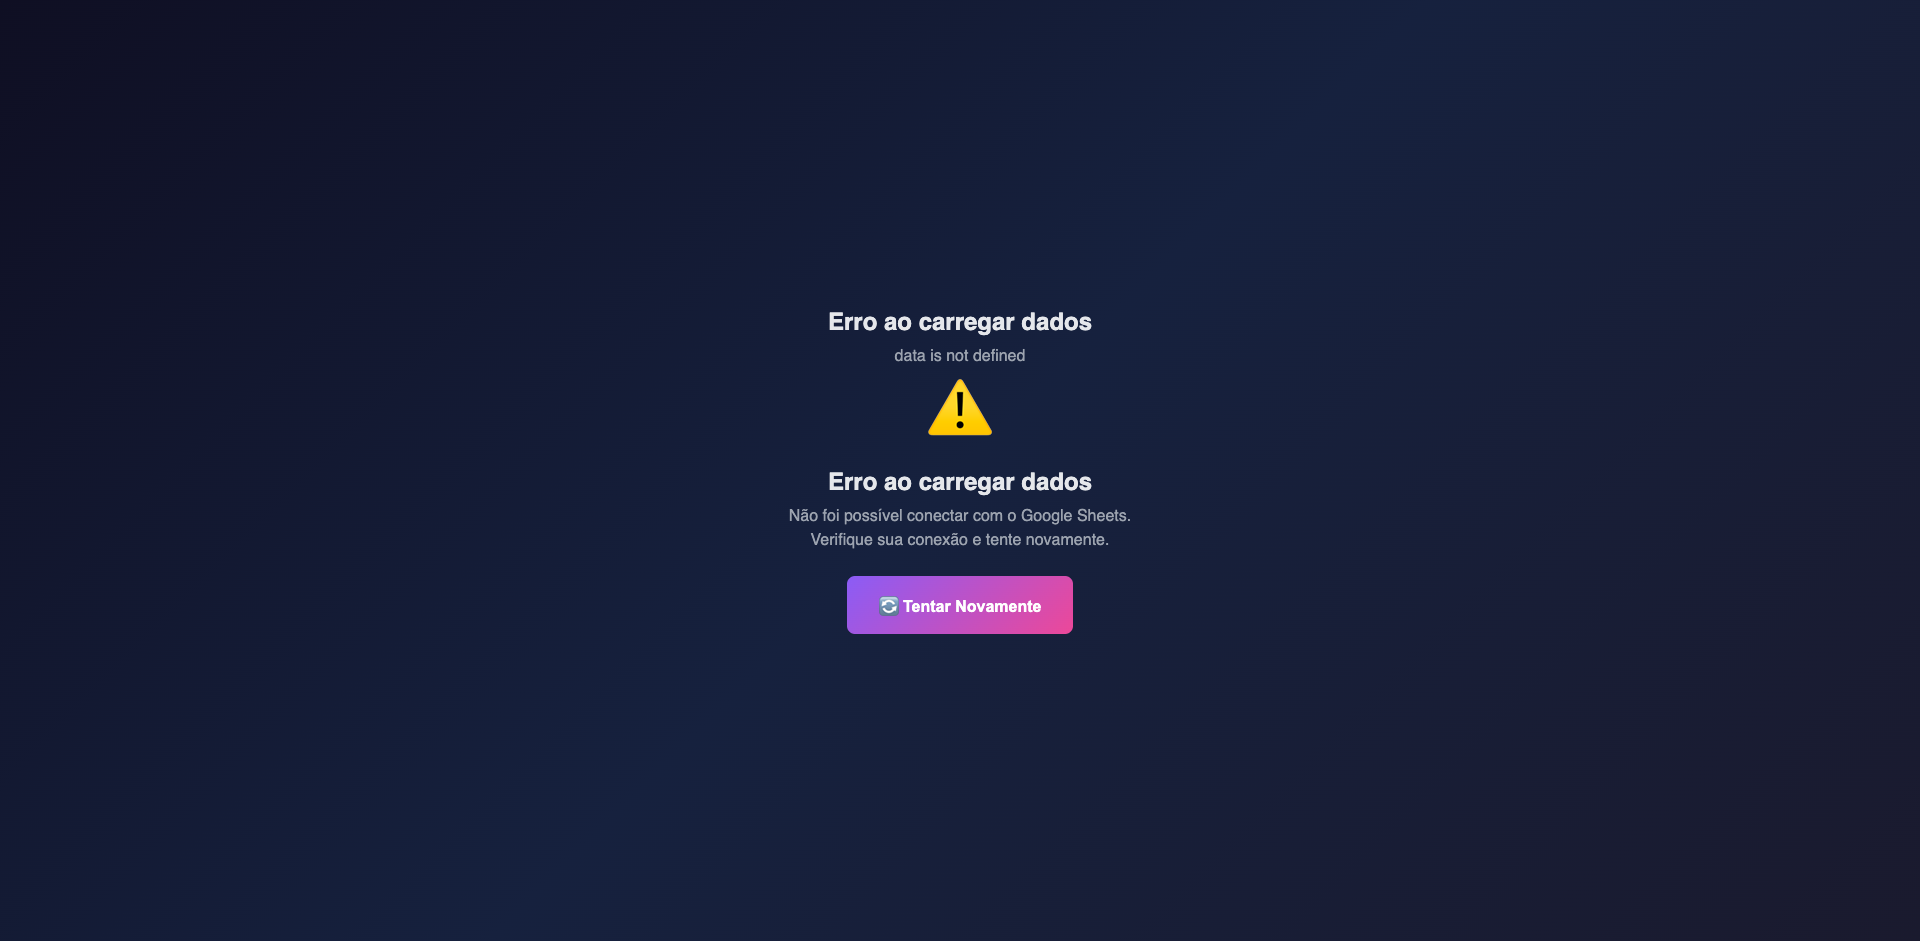 Erro ao carregar dados
data is not defined
Erro ao carregar dados
Não foi possível conectar com o Google Sheets.
Verifique sua conexão e tente novamente.
🔄 Tentar Novamente